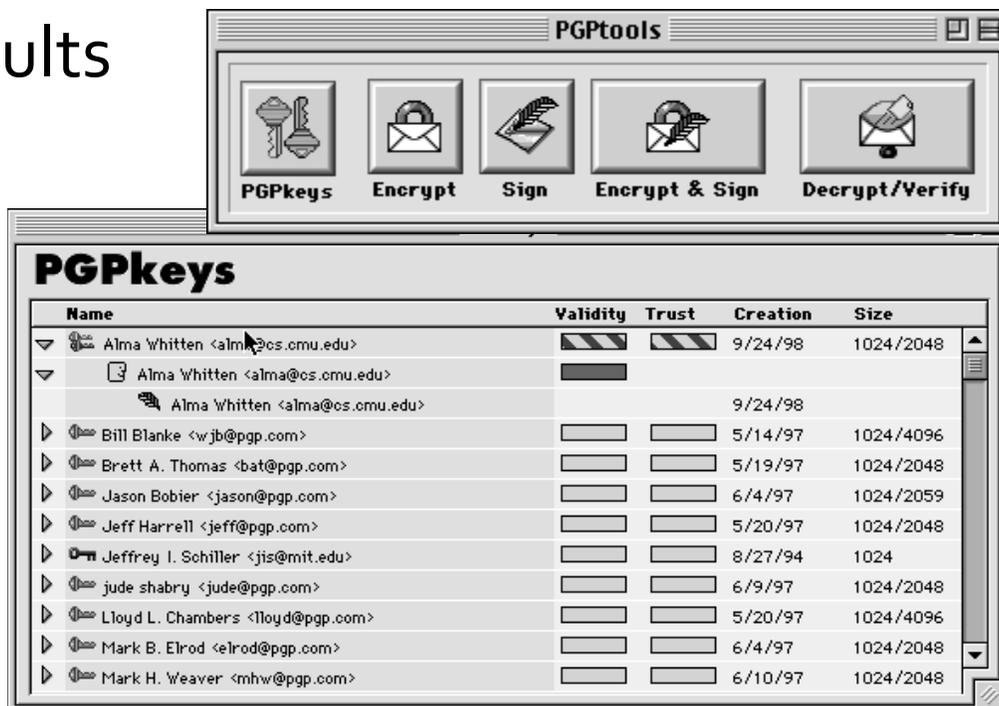 ults
PGPtools
PGPkeys Encrypt Sign Encrypt & Sign Decrypt/Verify
PGPkeys
Name Validity Trust Creation Size
Alma Whitten <alma@cs.cmu.edu> 9/24/98 1024/2048
Alma Whitten <alma@cs.cmu.edu>
Alma Whitten <alma@cs.cmu.edu> 9/24/98
Bill Blanke <wjb@pgp.com> 5/14/97 1024/4096
Brett A. Thomas <bat@pgp.com> 5/19/97 1024/2048
Jason Bobier <jason@pgp.com> 6/4/97 1024/2059
Jeff Harrell <jeff@pgp.com> 5/20/97 1024/2048
Jeffrey I. Schiller <jis@mit.edu> 8/27/94 1024
jude shabry <jude@pgp.com> 6/9/97 1024/2048
Lloyd L. Chambers <lloyd@pgp.com> 5/20/97 1024/4096
Mark B. Elrod <elrod@pgp.com> 6/4/97 1024/2048
Mark H. Weaver <mhw@pgp.com> 6/10/97 1024/2048